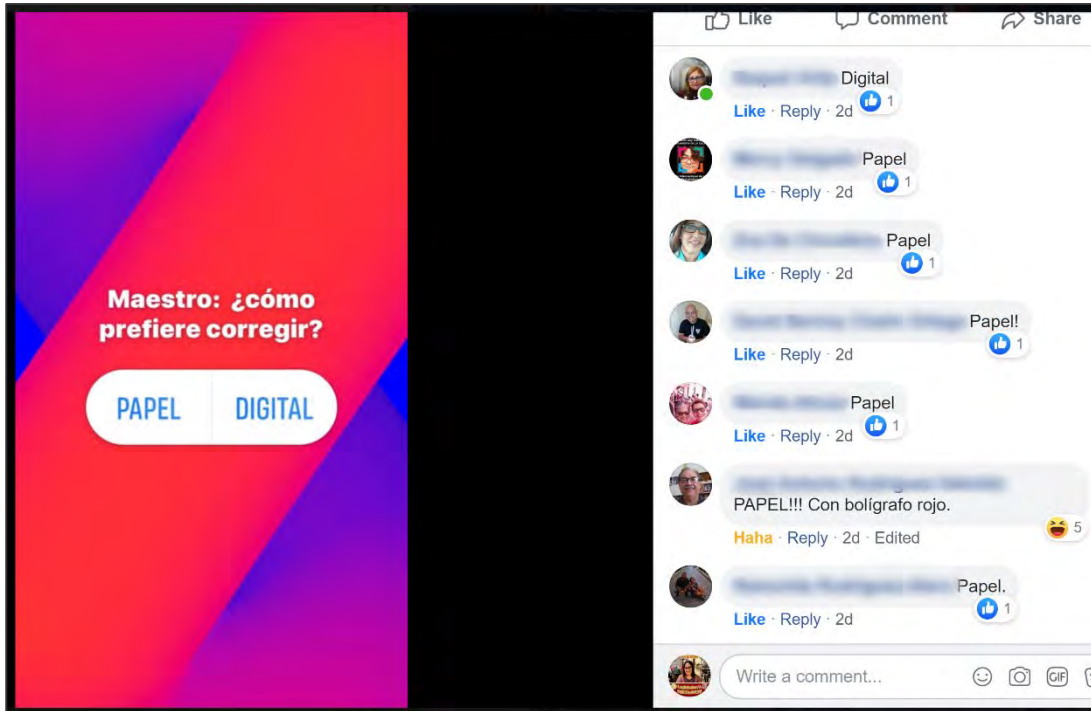 Maestro: ¿cómo
prefiere corregir?
PAPEL DIGITAL
Like Comment Share
Digital
Like · Reply · 2d 1
Papel
Like · Reply · 2d 1
Papel
Like · Reply · 2d 1
Papel!
Like · Reply · 2d 1
Papel
Like · Reply · 2d 1
PAPEL!!! Con bolígrafo rojo.
Haha · Reply · 2d · Edited 5
Papel.
Like · Reply · 2d 1
Write a comment... GIF